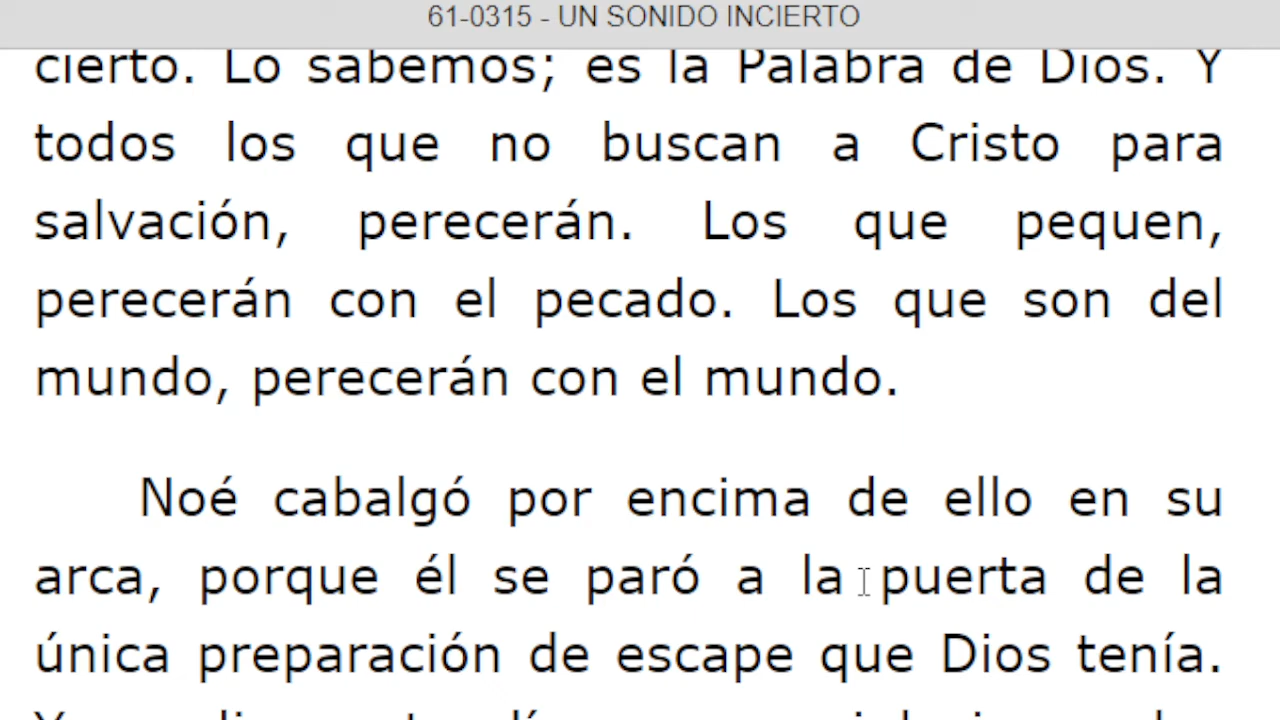 61-0315 - UN SONIDO INCIERTO
cierto. Lo sabemos; es la Palabra de Dios. Y
todos los que no buscan a Cristo para
salvación, perecerán. Los que pequen,
perecerán con el pecado. Los que son del
mundo, perecerán con el mundo.
Noé cabalgó por encima de ello en su
arca, porque él se paró a la puerta de la
única preparación de escape que Dios tenía.